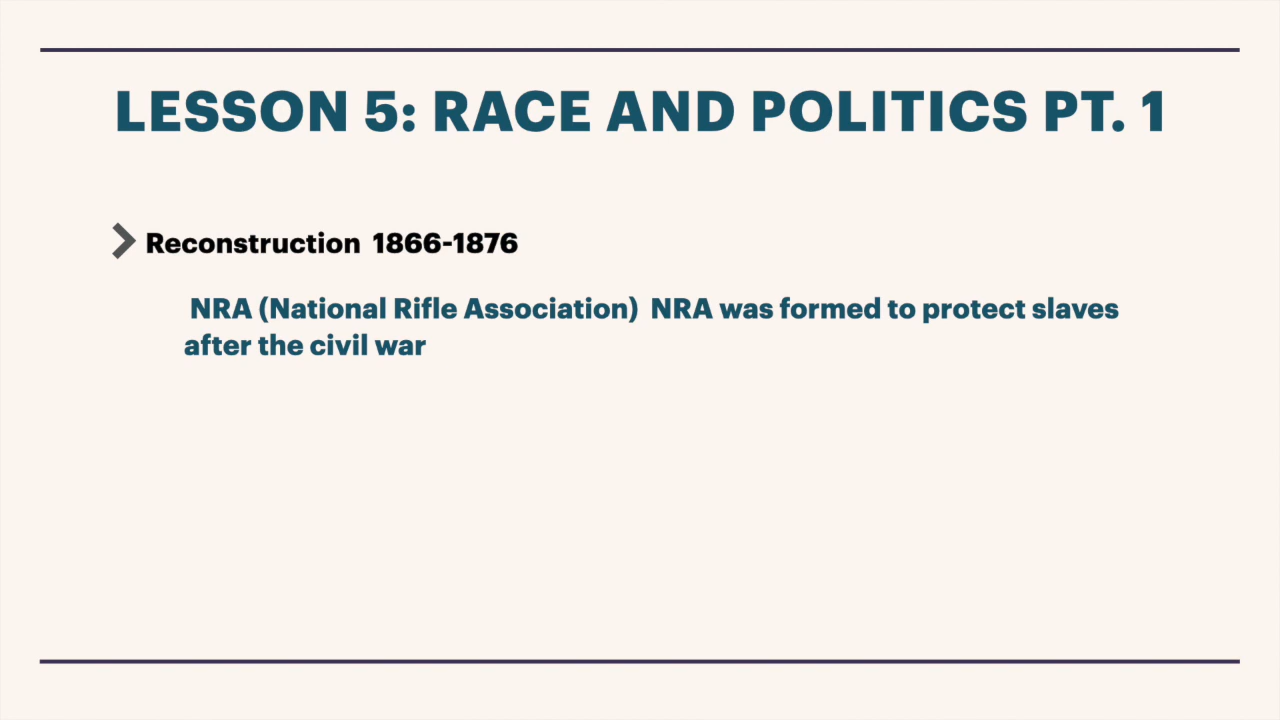 LESSON 5: RACE AND POLITICS PT. 1
Reconstruction 1866-1876
NRA (National Rifle Association) NRA was formed to protect slaves
after the civil war